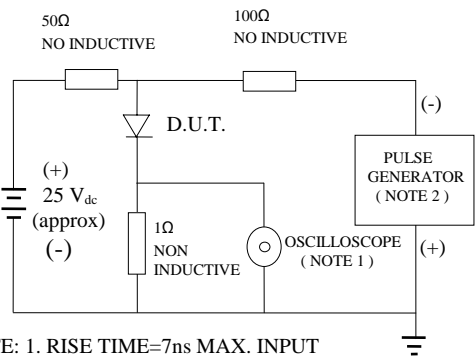 50Ω
NO INDUCTIVE
100Ω
NO INDUCTIVE
(-)
D.U.T.
PULSE
GENERATOR
( NOTE 2 )
(+)
25 Vdc
(approx)
(-)
1Ω
NON
INDUCTIVE
OSCILLOSCOPE
( NOTE 1 )
(+)
E: 1. RISE TIME=7ns MAX. INPUT